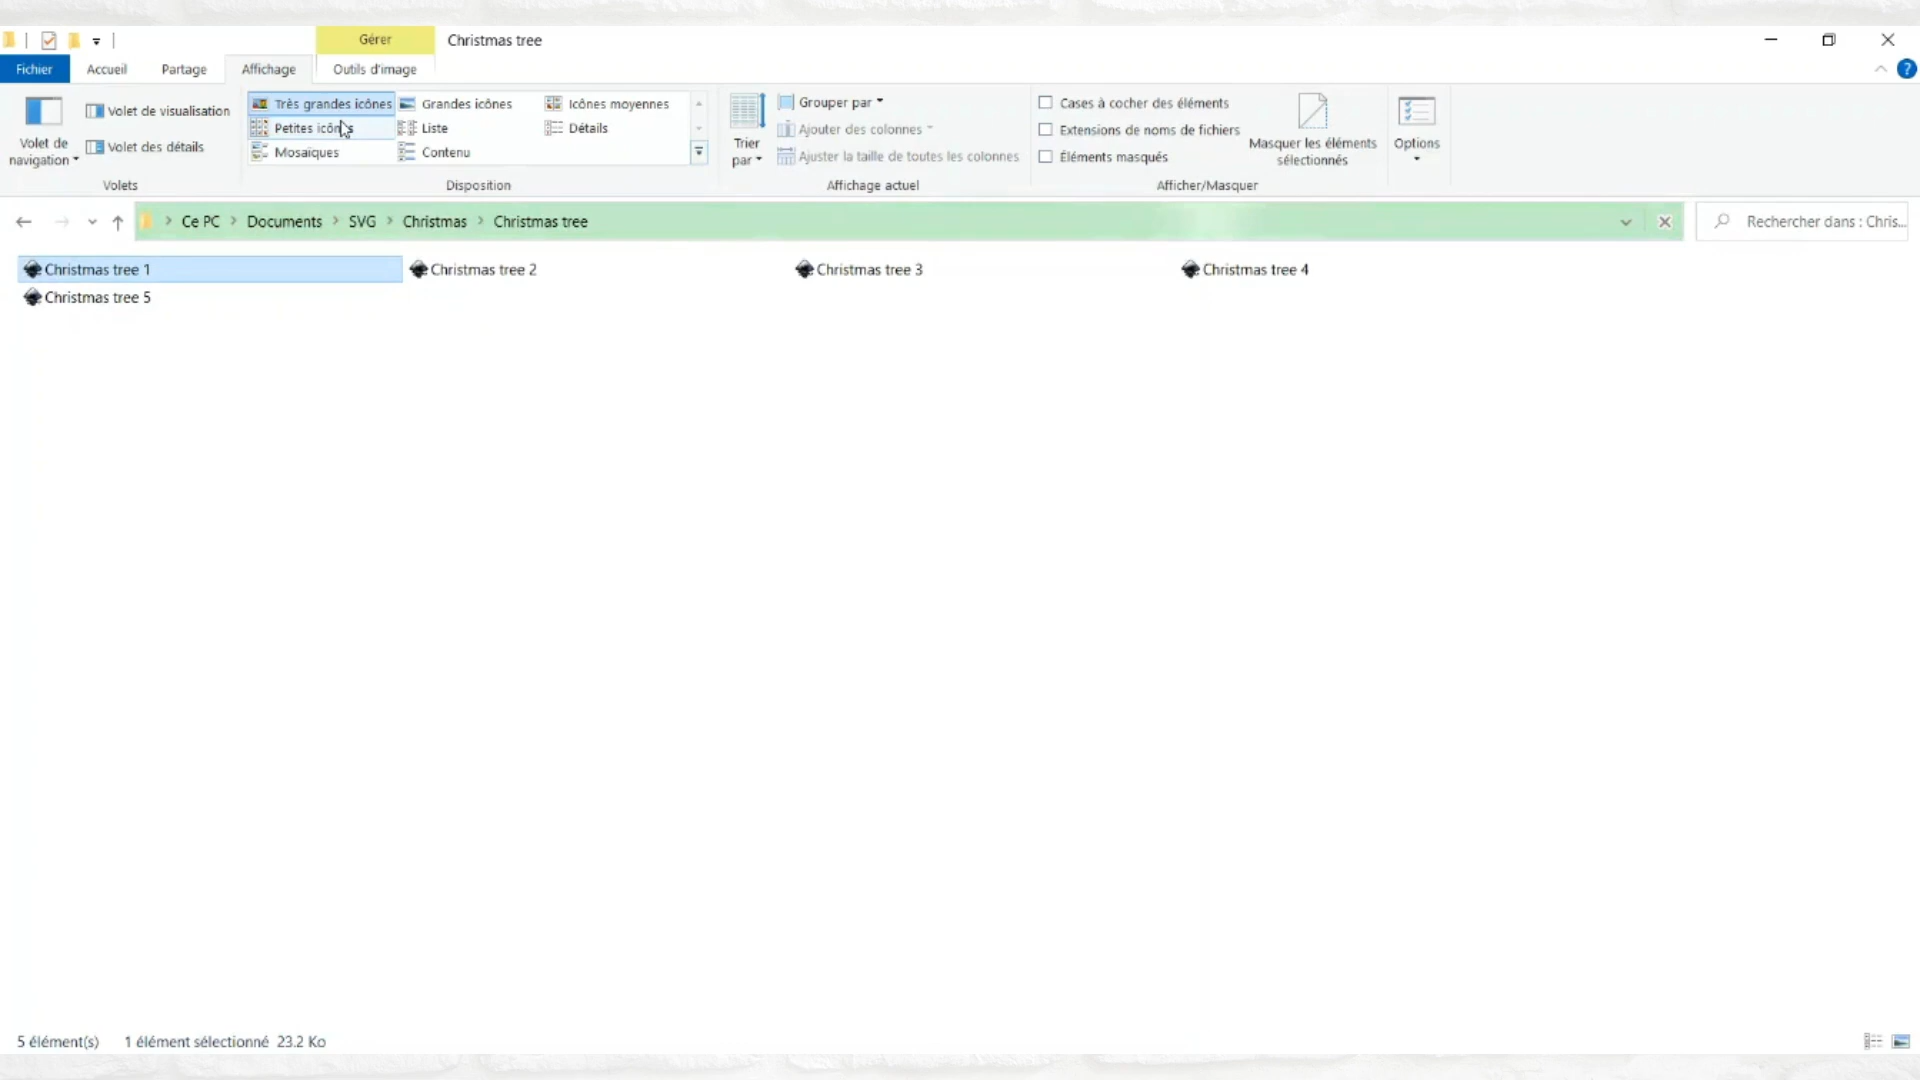 Gérer
Christmas tree
Fichier
Accueil
Partage
Affichage
Outils d'image
?
Volet de navigation
Volet de visualisation
Volet des détails
Volets
Très grandes icônes
Grandes icônes
Icônes moyennes
Petites icônes
Liste
Détails
Mosaïques
Contenu
Disposition
Trier par
Grouper par
Ajouter des colonnes
Ajuster la taille de toutes les colonnes
Affichage actuel
Cases à cocher des éléments
Extensions de noms de fichiers
Éléments masqués
Masquer les éléments
sélectionnés
Afficher/Masquer
Options
Ce PC > Documents > SVG > Christmas > Christmas tree
Rechercher dans : Chris...
Christmas tree 1
Christmas tree 2
Christmas tree 3
Christmas tree 4
Christmas tree 5
5 élément(s)
1 élément sélectionné 23.2 Ko